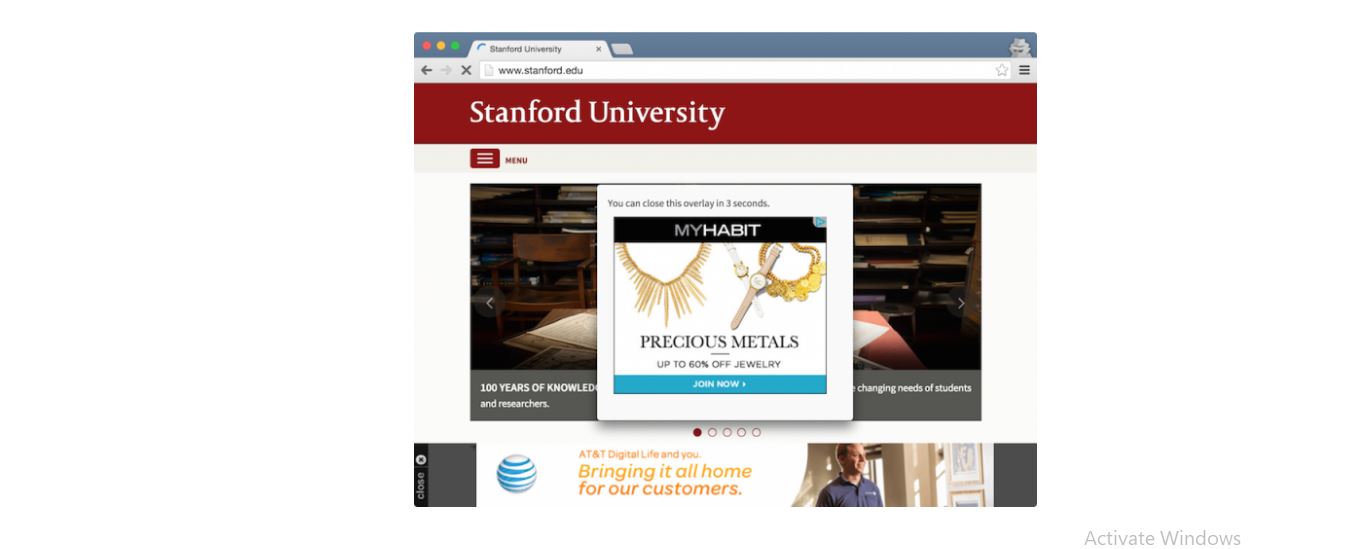 Stanford University
www.stanford.edu
Stanford University
MENU
You can close this overlay in 3 seconds.
MYHABIT
PRECIOUS METALS
UP TO 60% OFF JEWELRY
JOIN NOW ›
100 YEARS OF changing needs of students
and researchers.
AT&T Digital Life and you.
Bringing it all home
for our customers.
close
Activate Windows